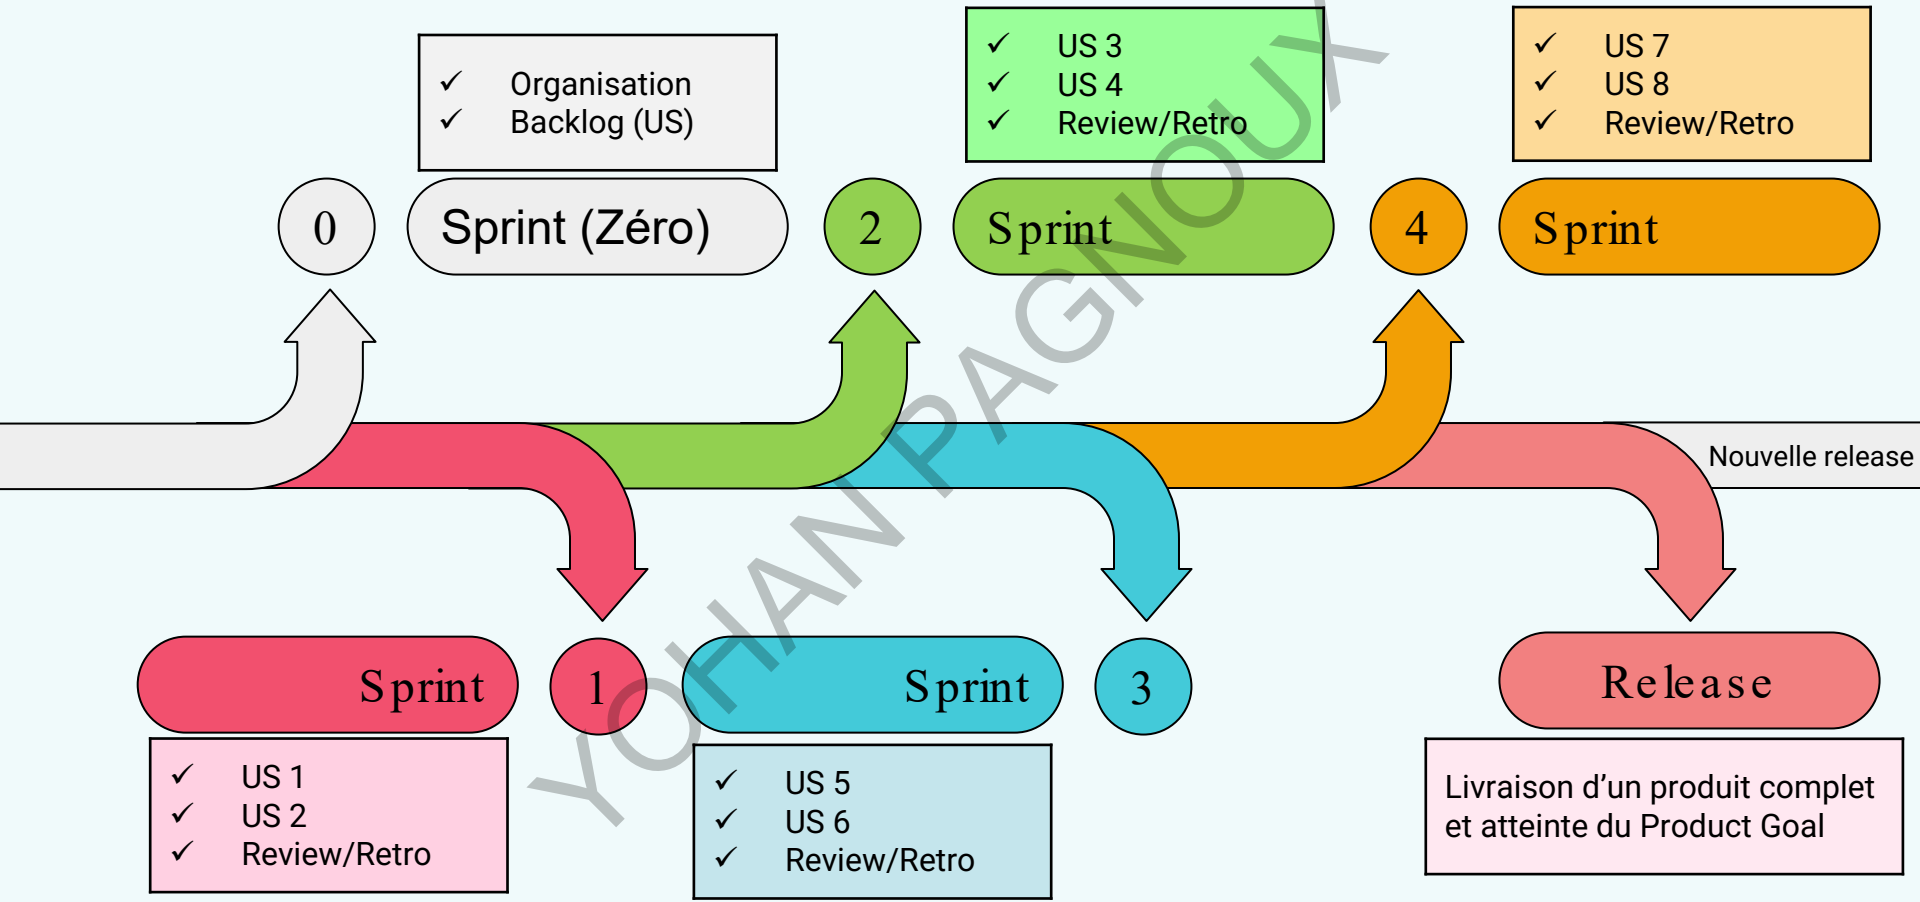 Organisation
Backlog (US)
0
Sprint (Zéro)
US 3
US 4
Review/Retro
2
Sprint
US 7
US 8
Review/Retro
4
Sprint
Nouvelle release
Sprint
1
US 1
US 2
Review/Retro
Sprint
3
US 5
US 6
Review/Retro
Release
Livraison d’un produit complet
et atteinte du Product Goal
YOHAN PAGNOUX